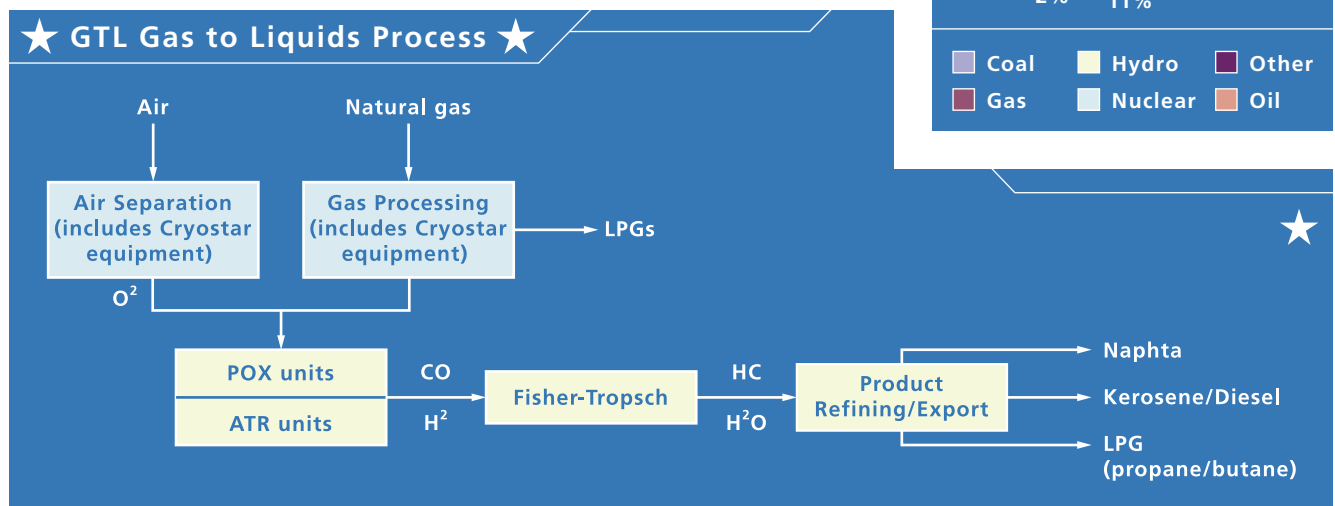 2% 11%
GTL Gas to Liquids Process
Coal Hydro Other
Gas Nuclear Oil
Air
Natural gas
Air Separation
(includes Cryostar
equipment)
Gas Processing
(includes Cryostar
equipment)
LPGs
O²
POX units
ATR units
CO
H²
Fisher-Tropsch
HC
H²O
Product
Refining/Export
Naphta
Kerosene/Diesel
LPG
(propane/butane)